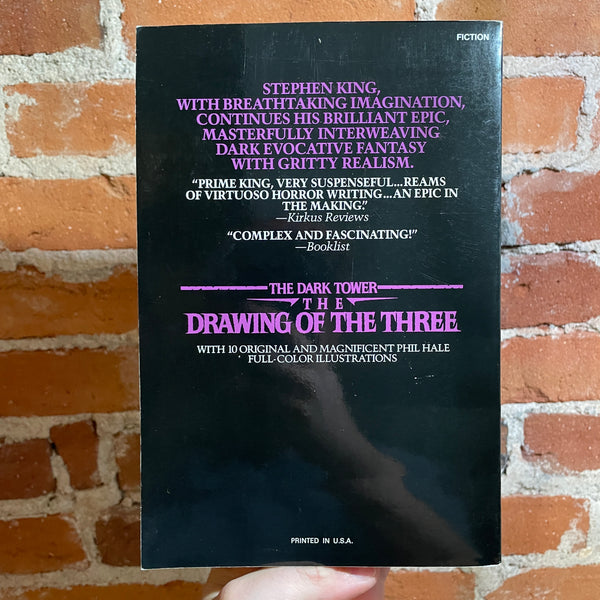 FICTION
STEPHEN KING,
WITH BREATHTAKING IMAGINATION,
CONTINUES HIS BRILLIANT EPIC,
MASTERFULLY INTERWEAVING
DARK EVOCATIVE FANTASY
WITH GRITTY REALISM.
“PRIME KING, VERY SUSPENSEFUL...REAMS
OF VIRTUOSO HORROR WRITING...AN EPIC IN
THE MAKING.”
—Kirkus Reviews
“COMPLEX AND FASCINATING!”
—Booklist
THE DARK TOWER
THE
DRAWING OF THE THREE
WITH 10 ORIGINAL AND MAGNIFICENT PHIL HALE
FULL-COLOR ILLUSTRATIONS
PRINTED IN U.S.A.